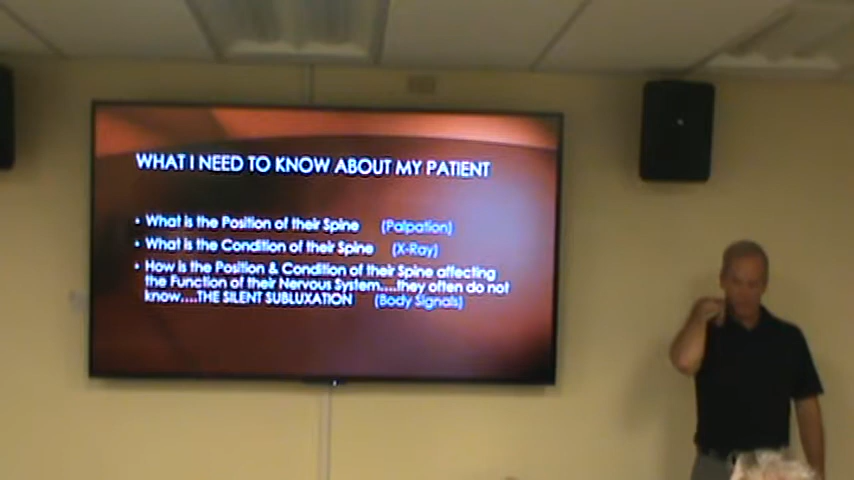 WHAT I NEED TO KNOW ABOUT MY PATIENT
• What is the Position of their Spine (Palpation)
• What is the Condition of their Spine (X-Ray)
• How is the Position & Condition of their Spine affecting
the Function of their Nervous System....they often do not
know....THE SILENT SUBLUXATION (Body Signals)